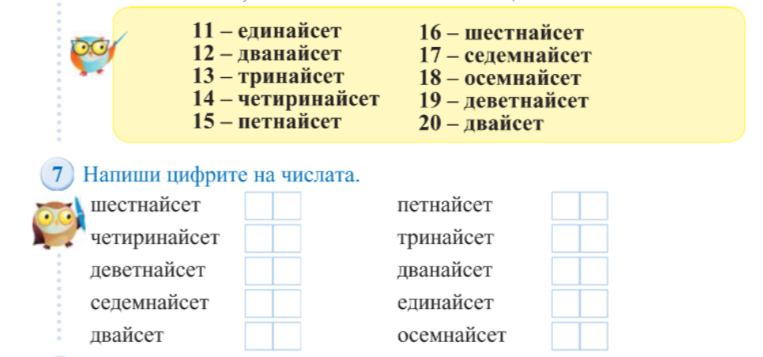 11 – единайсет
12 – дванайсет
13 – тринайсет
14 – четиринайсет
15 – петнайсет
16 – шестнайсет
17 – седемнайсет
18 – осемнайсет
19 – деветнайсет
20 – двайсет
7 Напиши цифрите на числата.
шестнайсет
четиринайсет
деветнайсет
седемнайсет
двайсет
петнайсет
тринайсет
дванайсет
единайсет
осемнайсет